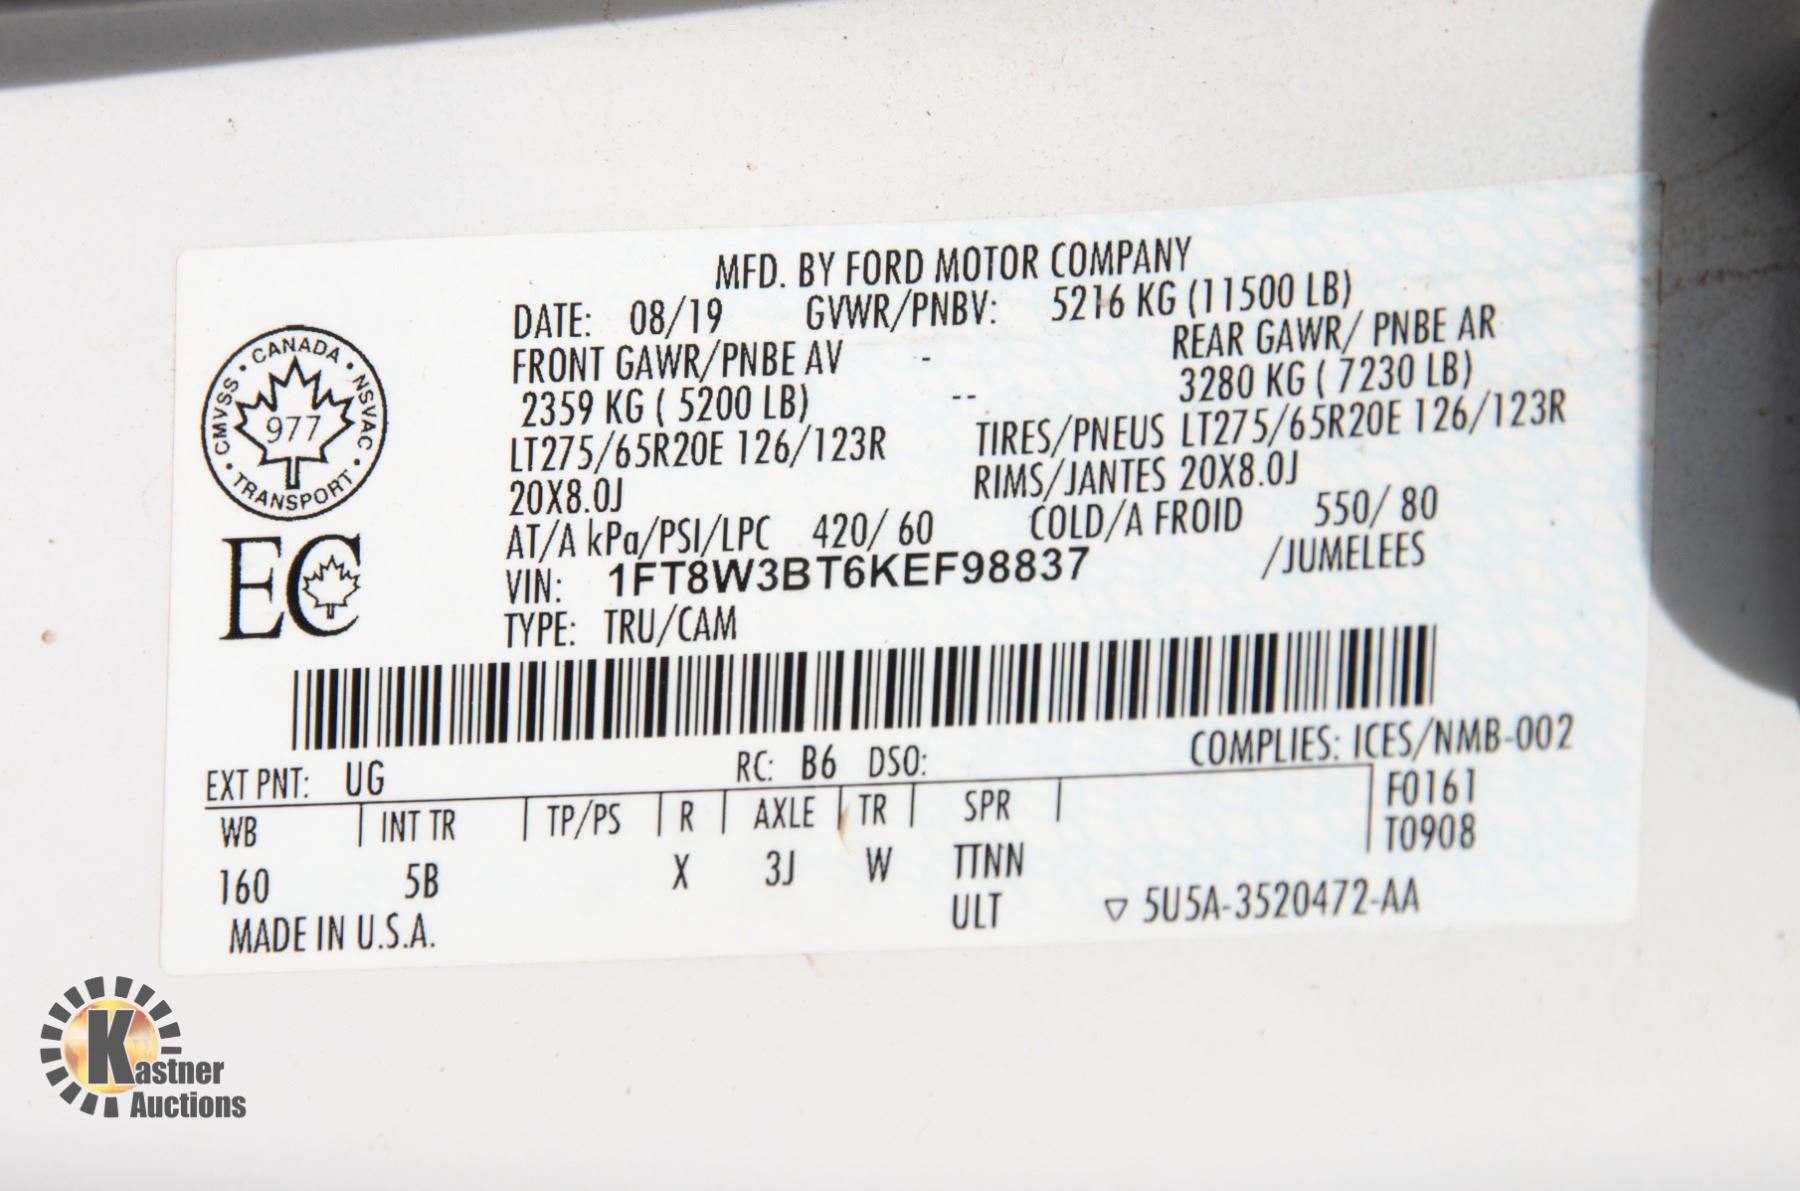 MFD. BY FORD MOTOR COMPANY
DATE: 08/19 GVWR/PNBV: 5216 KG (11500 LB)
FRONT GAWR/PNBE AV - REAR GAWR/ PNBE AR
2359 KG ( 5200 LB) -- 3280 KG ( 7230 LB)
LT275/65R20E 126/123R TIRES/PNEUS LT275/65R20E 126/123R
20X8.0J RIMS/JANTES 20X8.0J
AT/A kPa/PSI/LPC 420/ 60 COLD/A FROID 550/ 80
VIN: 1FT8W3BT6KEF98837 /JUMELEES
TYPE: TRU/CAM
CMVSS • CANADA • NSVAC • TRANSPORT •
977
EC
EXT PNT: UG RC: B6 DSO: COMPLIES: ICES/NMB-002
WB | INT TR | TP/PS | R | AXLE | TR | SPR | F0161
T0908
160 5B X 3J W TTNN
MADE IN U.S.A. ULT ▽ 5U5A-3520472-AA
Kastner
Auctions